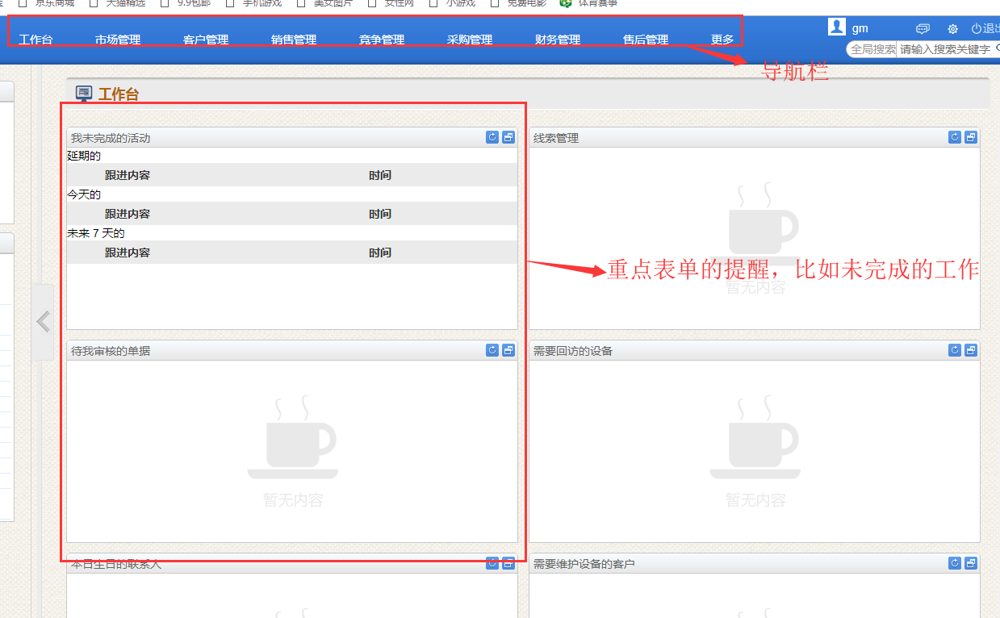 京东商城 天猫精选 9.9包邮 手机游戏 美女图片 女性网 小游戏 免费电影 体育赛事
gm 退出
工作台 市场管理 客户管理 销售管理 竞争管理 采购管理 财务管理 售后管理 更多
全局搜索 请输入搜索关键字
导航栏
工作台
我未完成的活动 线索管理
延期的
跟进内容 时间
今天的
跟进内容 时间
未来 7 天的
跟进内容 时间
重点表单的提醒，比如未完成的工作
暂无内容
待我审核的单据 需要回访的设备
暂无内容 暂无内容
本日生日的联系人 需要维护设备的客户